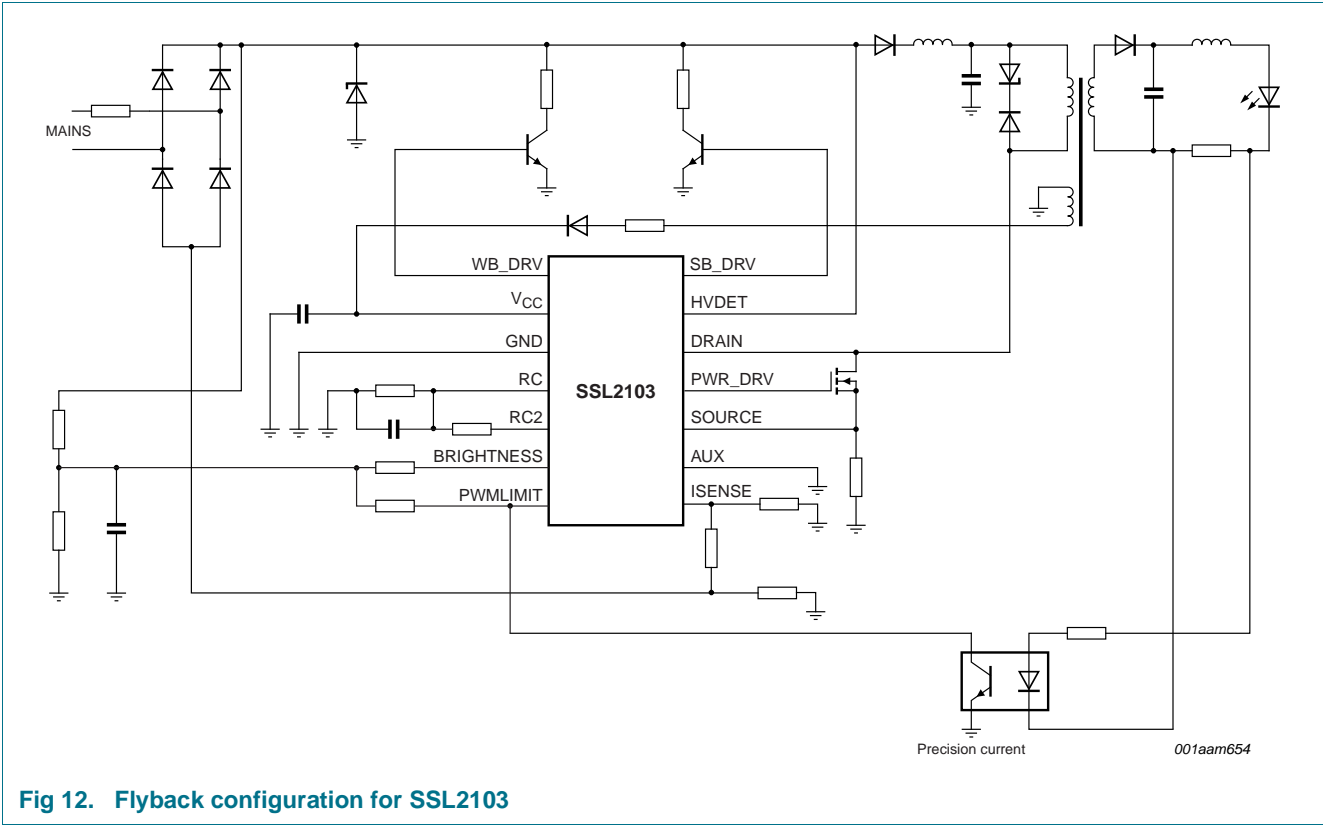 MAINS
WB_DRV
SB_DRV
VCC
HVDET
GND
DRAIN
RC
PWR_DRV
SSL2103
RC2
SOURCE
BRIGHTNESS
AUX
PWMLIMIT
ISENSE
Precision current
001aam654
Fig 12. Flyback configuration for SSL2103